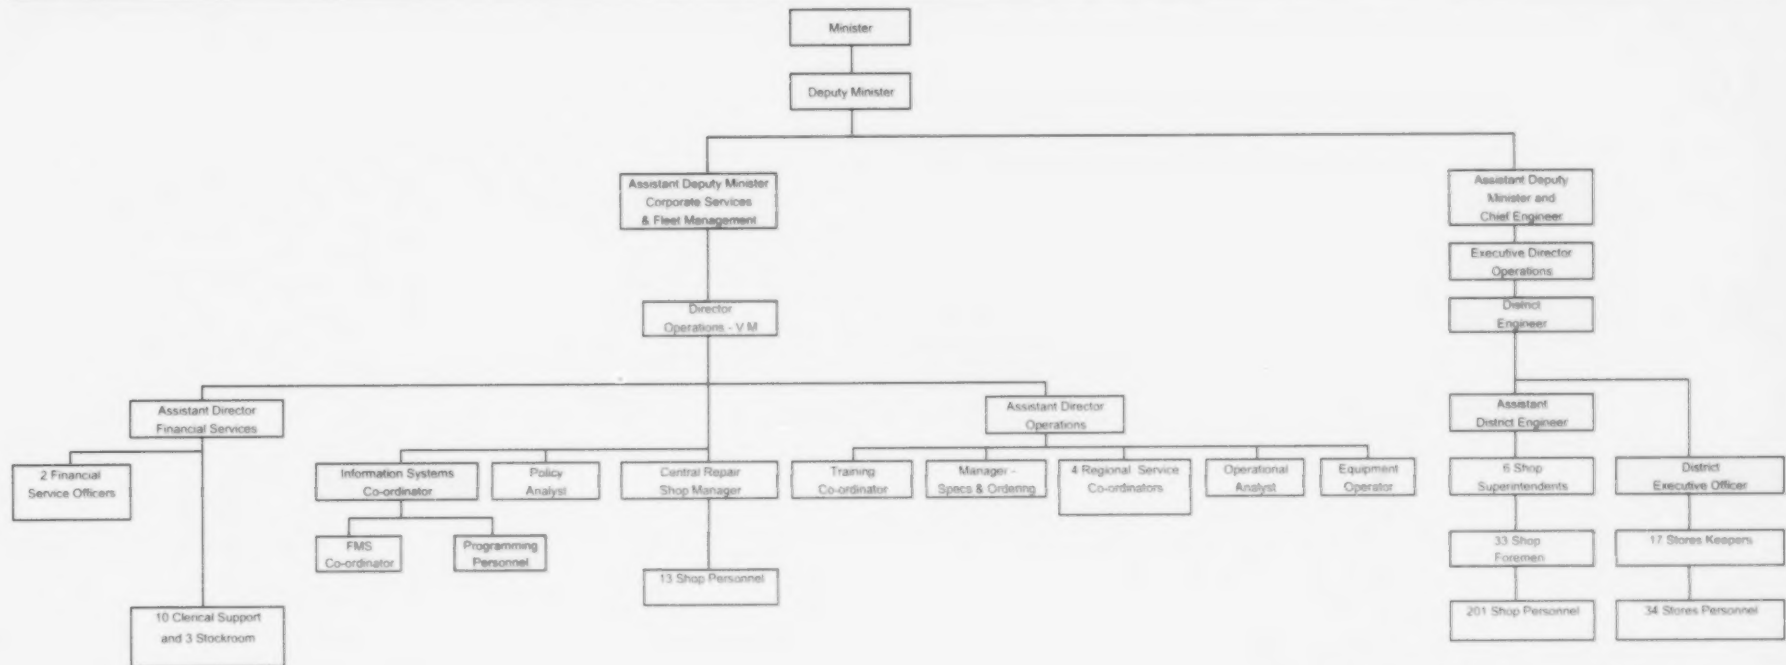 Minister
Deputy Minister
Assistant Deputy Minister
Corporate Services
& Fleet Management
Assistant Deputy
Minister and
Chief Engineer
Executive Director
Operations
Director
Operations - V M
District
Engineer
Assistant Director
Financial Services
Assistant Director
Operations
Assistant
District Engineer
2 Financial
Service Officers
Information Systems
Co-ordinator
Policy
Analyst
Central Repair
Shop Manager
Training
Co-ordinator
Manager -
Specs & Ordering
4 Regional Service
Co-ordinators
Operational
Analyst
Equipment
Operator
6 Shop
Superintendents
District
Executive Officer
FMS
Co-ordinator
Programming
Personnel
33 Shop
Foremen
17 Stores Keepers
13 Shop Personnel
10 Clerical Support
and 3 Stockroom
201 Shop Personnel
34 Stores Personnel